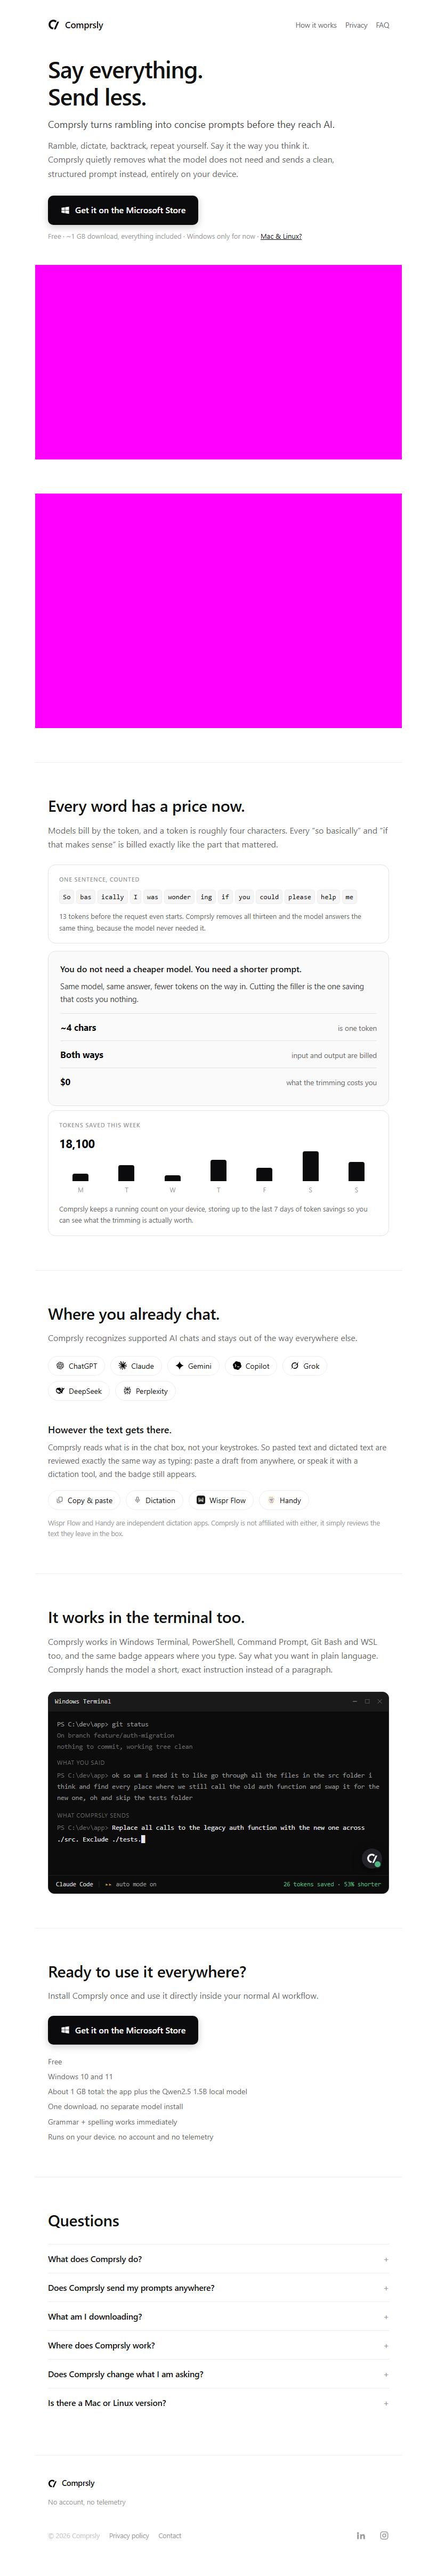 Comprsly
How it works
Privacy
FAQ
Say everything.
Send less.
Comprsly turns rambling into concise prompts before they reach AI.
Ramble, dictate, backtrack, repeat yourself. Say it the way you think it.
Comprsly quietly removes what the model does not need and sends a clean,
structured prompt instead, entirely on your device.
Get it on the Microsoft Store
Free · ~1 GB download, everything included · Windows only for now · Mac & Linux?
Every word has a price now.
Models bill by the token, and a token is roughly four characters. Every "so basically" and "if
that makes sense" is billed exactly like the part that mattered.
ONE SENTENCE, COUNTED
So bas ically I was wonder ing if you could please help me
13 tokens before the request even starts. Comprsly removes all thirteen and the model answers the
same thing, because the model never needed it.
You do not need a cheaper model. You need a shorter prompt.
Same model, same answer, fewer tokens on the way in. Cutting the filler is the one saving
that costs you nothing.
~4 chars
is one token
Both ways
input and output are billed
$0
what the trimming costs you
TOKENS SAVED THIS WEEK
18,100
M T W T F S S
Comprsly keeps a running count on your device, storing up to the last 7 days of token savings so you
can see what the trimming is actually worth.
Where you already chat.
Comprsly recognizes supported AI chats and stays out of the way everywhere else.
ChatGPT
Claude
Gemini
Copilot
Grok
DeepSeek
Perplexity
However the text gets there.
Comprsly reads what is in the chat box, not your keystrokes. So pasted text and dictated text are
reviewed exactly the same way as typing: paste a draft from anywhere, or speak it with a
dictation tool, and the badge still appears.
Copy & paste
Dictation
Wispr Flow
Handy
Wispr Flow and Handy are independent dictation apps. Comprsly is not affiliated with either, it simply reviews the
text they leave in the box.
It works in the terminal too.
Comprsly works in Windows Terminal, PowerShell, Command Prompt, Git Bash and WSL
too, and the same badge appears where you type. Say what you want in plain language.
Comprsly hands the model a short, exact instruction instead of a paragraph.
Windows Terminal
PS C:\dev\app> git status
On branch feature/auth-migration
nothing to commit, working tree clean
WHAT YOU SAID
PS C:\dev\app> ok so um i need it to like go through all the files in the src folder i
think and find every place where we still call the old auth function and swap it for the
new one, oh and skip the tests folder
WHAT COMPRSLY SENDS
PS C:\dev\app> Replace all calls to the legacy auth function with the new one across
./src. Exclude ./tests.
Claude Code
▸▸ auto mode on
26 tokens saved · 53% shorter
Ready to use it everywhere?
Install Comprsly once and use it directly inside your normal AI workflow.
Get it on the Microsoft Store
Free
Windows 10 and 11
About 1 GB total: the app plus the Qwen2.5 1.5B local model
One download, no separate model install
Grammar + spelling works immediately
Runs on your device, no account and no telemetry
Questions
What does Comprsly do? +
Does Comprsly send my prompts anywhere? +
What am I downloading? +
Where does Comprsly work? +
Does Comprsly change what I am asking? +
Is there a Mac or Linux version? +
Comprsly
No account, no telemetry
© 2026 Comprsly
Privacy policy
Contact